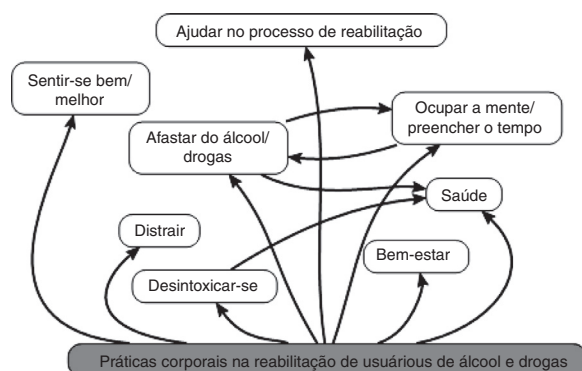 Ajudar no processo de reabilitação
Sentir-se bem/
melhor
Ocupar a mente/
preencher o tempo
Afastar do álcool/
drogas
Saúde
Distrair
Bem-estar
Desintoxicar-se
Práticas corporais na reabilitação de usuárious de álcool e drogas